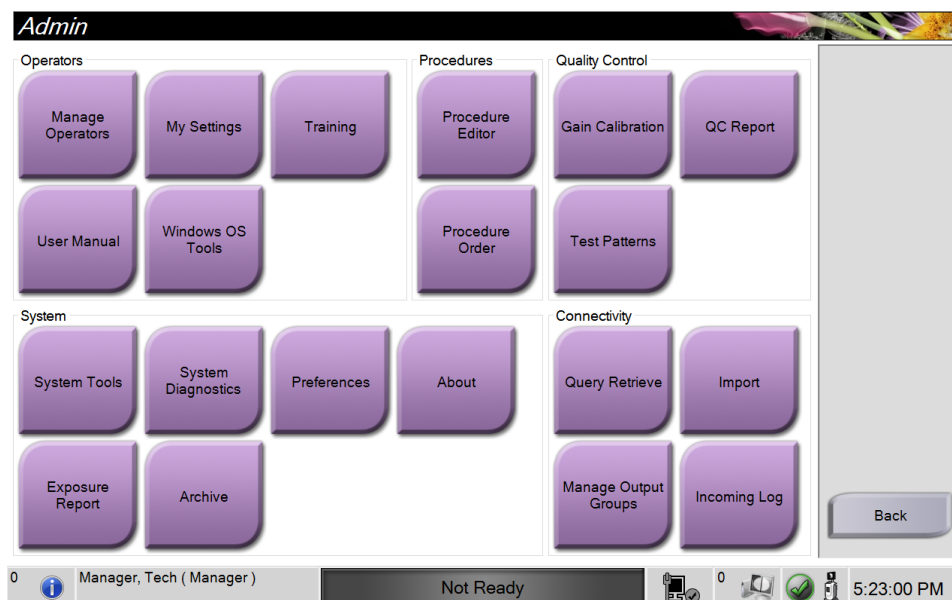 Admin
Operators
Manage
Operators
My Settings
Training
User Manual
Windows OS
Tools
Procedures
Procedure
Editor
Procedure
Order
Quality Control
Gain Calibration
QC Report
Test Patterns
System
System Tools
System
Diagnostics
Preferences
About
Exposure
Report
Archive
Connectivity
Query Retrieve
Import
Manage Output
Groups
Incoming Log
Back
0
Manager, Tech ( Manager )
Not Ready
0
5:23:00 PM